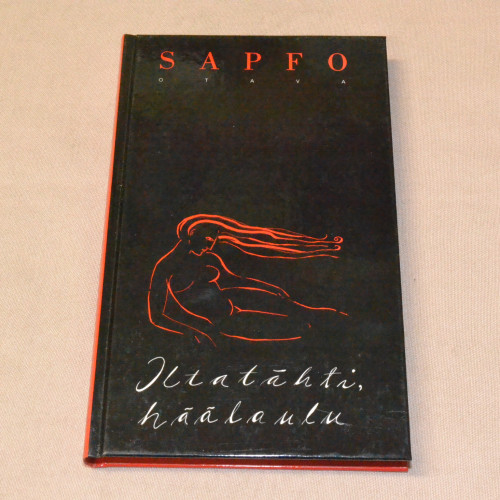 SAPFO
OTAVA
Iltatähti,
häälaulu